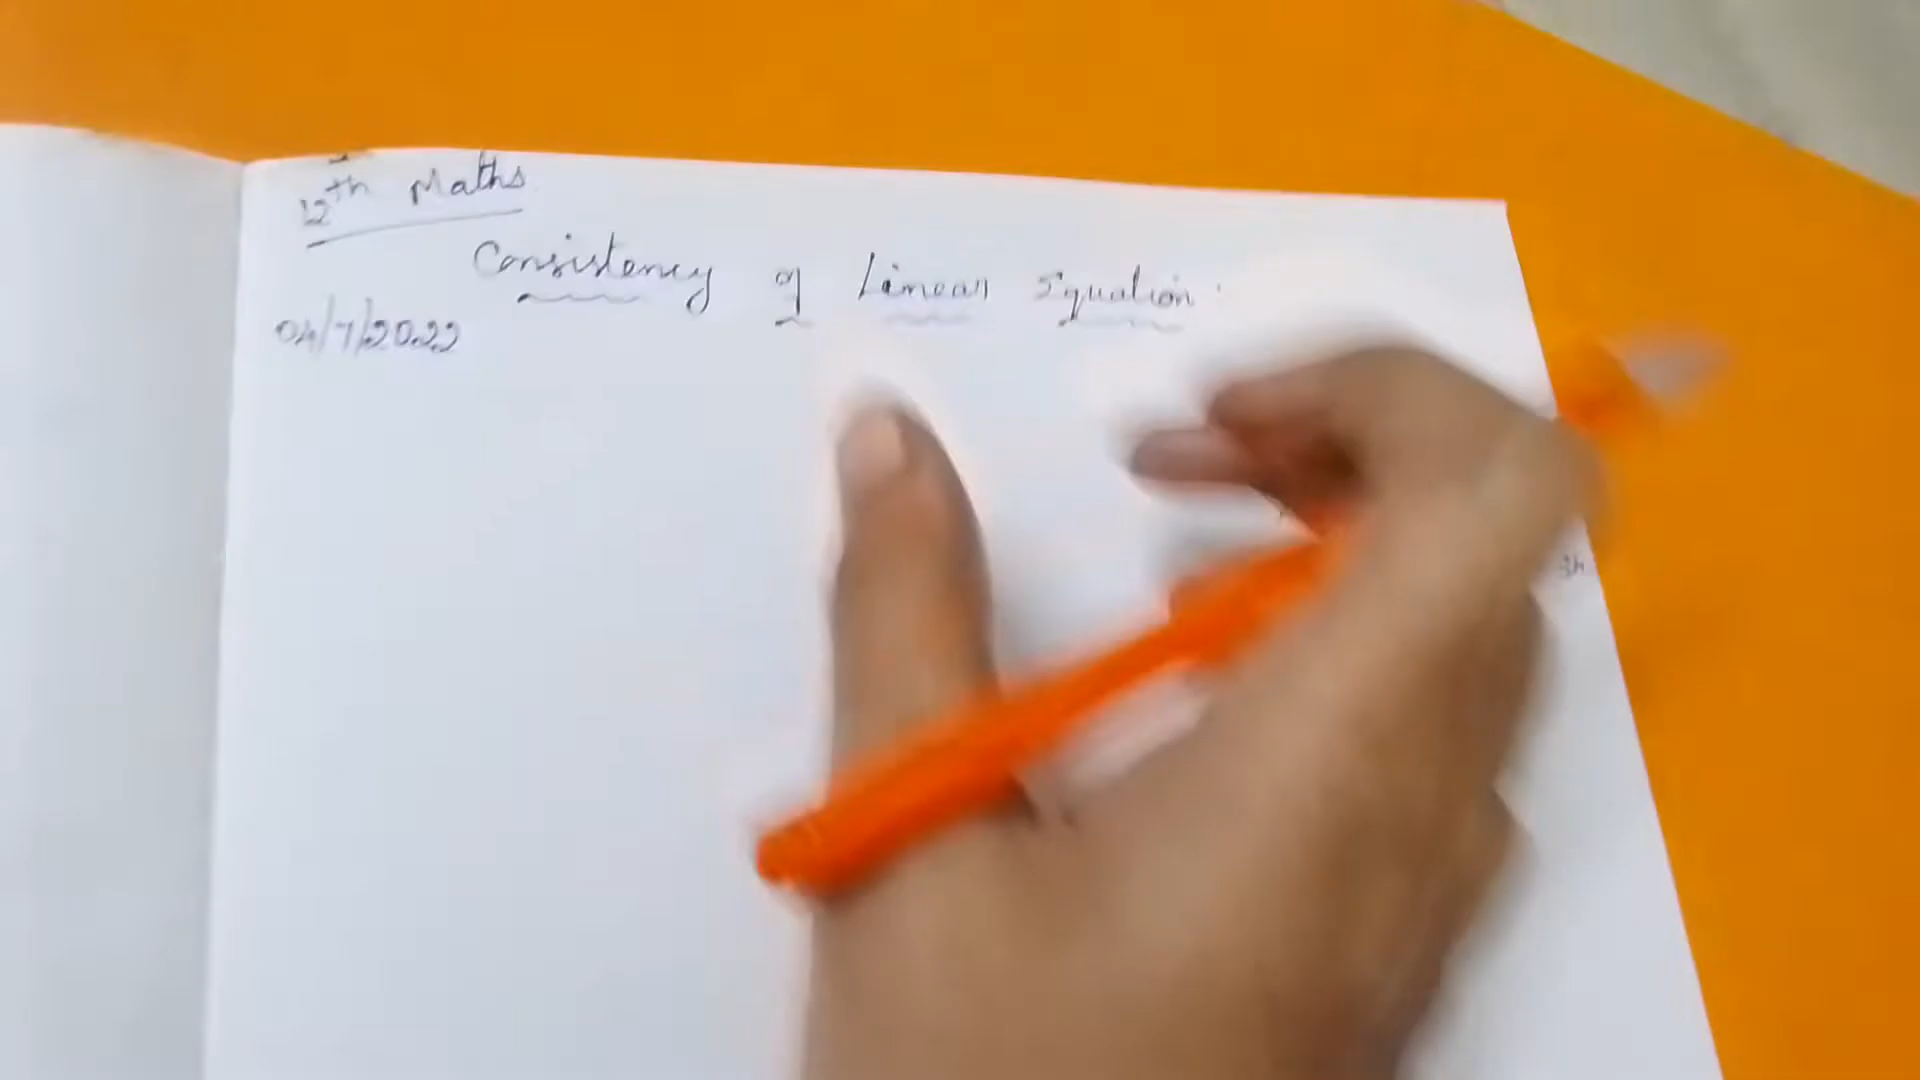 12th Maths
Consistency of Linear Equation.
04/7/2022